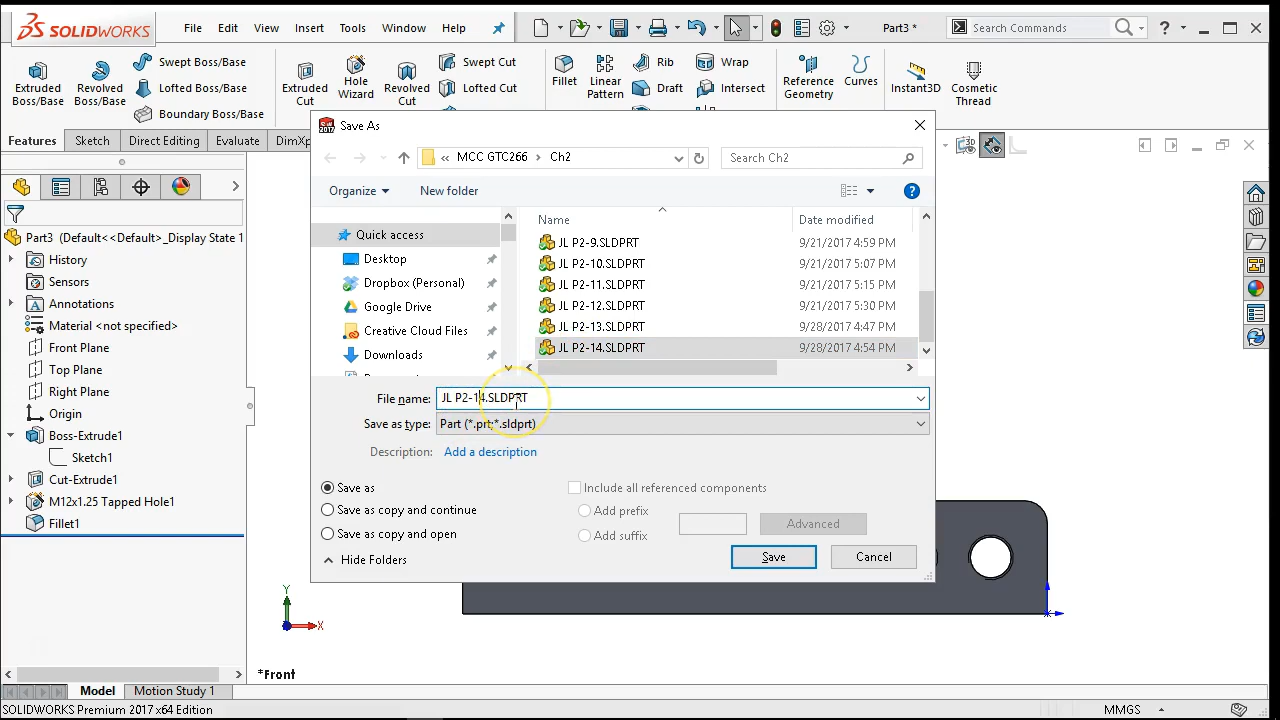 SOLIDWORKS File Edit View Insert Tools Window Help Part3 * Search Commands ?
Extruded Boss/Base Revolved Boss/Base Swept Boss/Base Lofted Boss/Base Boundary Boss/Base Extruded Cut Hole Wizard Revolved Cut Swept Cut Lofted Cut Fillet Linear Pattern Rib Draft Wrap Intersect Reference Geometry Curves Instant3D Cosmetic Thread
Features Sketch Direct Editing Evaluate DimXp
Part3 (Default<<Default>_Display State 1
History
Sensors
Annotations
Material <not specified>
Front Plane
Top Plane
Right Plane
Origin
Boss-Extrude1
Sketch1
Cut-Extrude1
M12x1.25 Tapped Hole1
Fillet1
Save As
« MCC GTC266 › Ch2 Search Ch2
Organize New folder ?
Name Date modified
Quick access
Desktop
Dropbox (Personal)
Google Drive
Creative Cloud Files
Downloads
JL P2-9.SLDPRT 9/21/2017 4:59 PM
JL P2-10.SLDPRT 9/21/2017 5:07 PM
JL P2-11.SLDPRT 9/21/2017 5:15 PM
JL P2-12.SLDPRT 9/21/2017 5:30 PM
JL P2-13.SLDPRT 9/28/2017 4:47 PM
JL P2-14.SLDPRT 9/28/2017 4:54 PM
File name: JL P2-14.SLDPRT
Save as type: Part (*.prt;*.sldprt)
Description: Add a description
Save as Include all referenced components
Save as copy and continue Add prefix Advanced
Save as copy and open Add suffix
Hide Folders Save Cancel
Y
X
*Front
Model Motion Study 1
SOLIDWORKS Premium 2017 x64 Edition MMGS